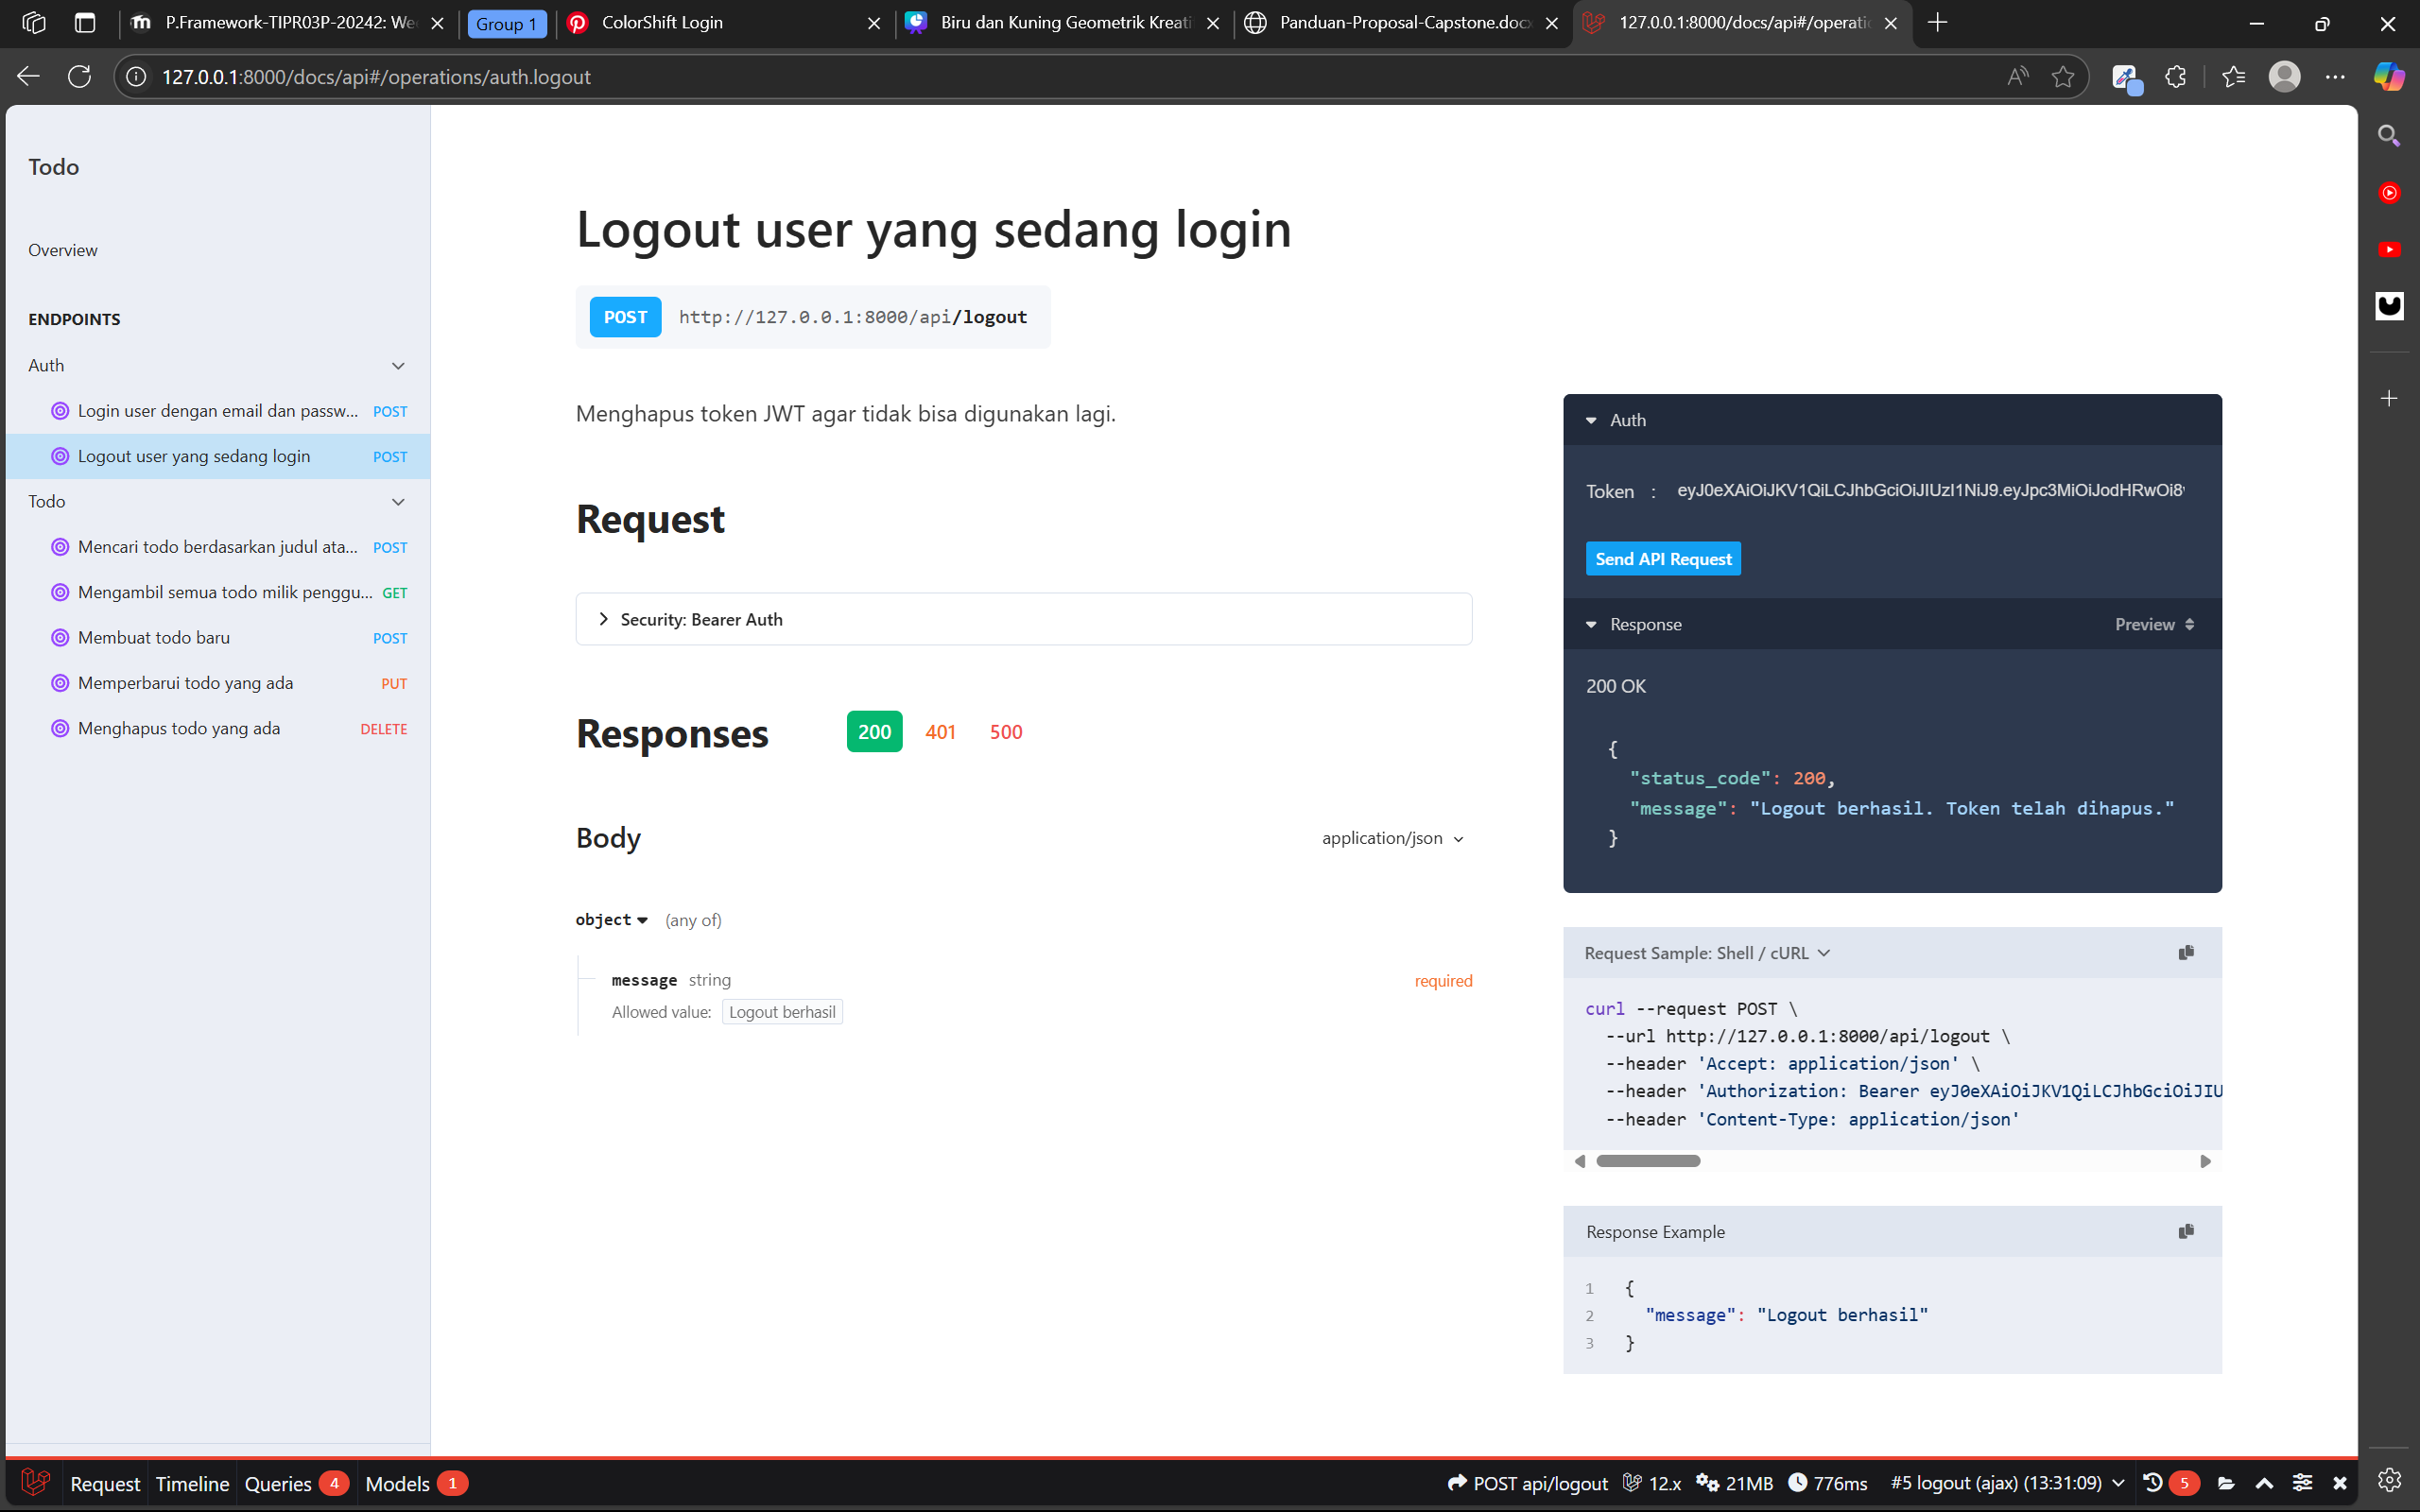 P.Framework-TIPR03P-20242: We
Group 1
ColorShift Login
Biru dan Kuning Geometrik Kreati
Panduan-Proposal-Capstone.docx
127.0.0.1:8000/docs/api#/operatio
127.0.0.1:8000/docs/api#/operations/auth.logout
Todo
Overview
ENDPOINTS
Auth
Login user dengan email dan passw... POST
Logout user yang sedang login POST
Todo
Mencari todo berdasarkan judul ata... POST
Mengambil semua todo milik penggu... GET
Membuat todo baru POST
Memperbarui todo yang ada PUT
Menghapus todo yang ada DELETE
Logout user yang sedang login
POST http://127.0.0.1:8000/api/logout
Menghapus token JWT agar tidak bisa digunakan lagi.
Request
Security: Bearer Auth
Responses 200 401 500
Body application/json
object (any of)
message string required
Allowed value: Logout berhasil
Auth
Token : eyJ0eXAiOiJKV1QiLCJhbGciOiJIUzI1NiJ9.eyJpc3MiOiJodHRwOi8
Send API Request
Response Preview
200 OK
{
"status_code": 200,
"message": "Logout berhasil. Token telah dihapus."
}
Request Sample: Shell / cURL
curl --request POST \
--url http://127.0.0.1:8000/api/logout \
--header 'Accept: application/json' \
--header 'Authorization: Bearer eyJ0eXAiOiJKV1QiLCJhbGciOiJIU
--header 'Content-Type: application/json'
Response Example
1 {
2 "message": "Logout berhasil"
3 }
Request Timeline Queries 4 Models 1
POST api/logout 12.x 21MB 776ms #5 logout (ajax) (13:31:09) 5